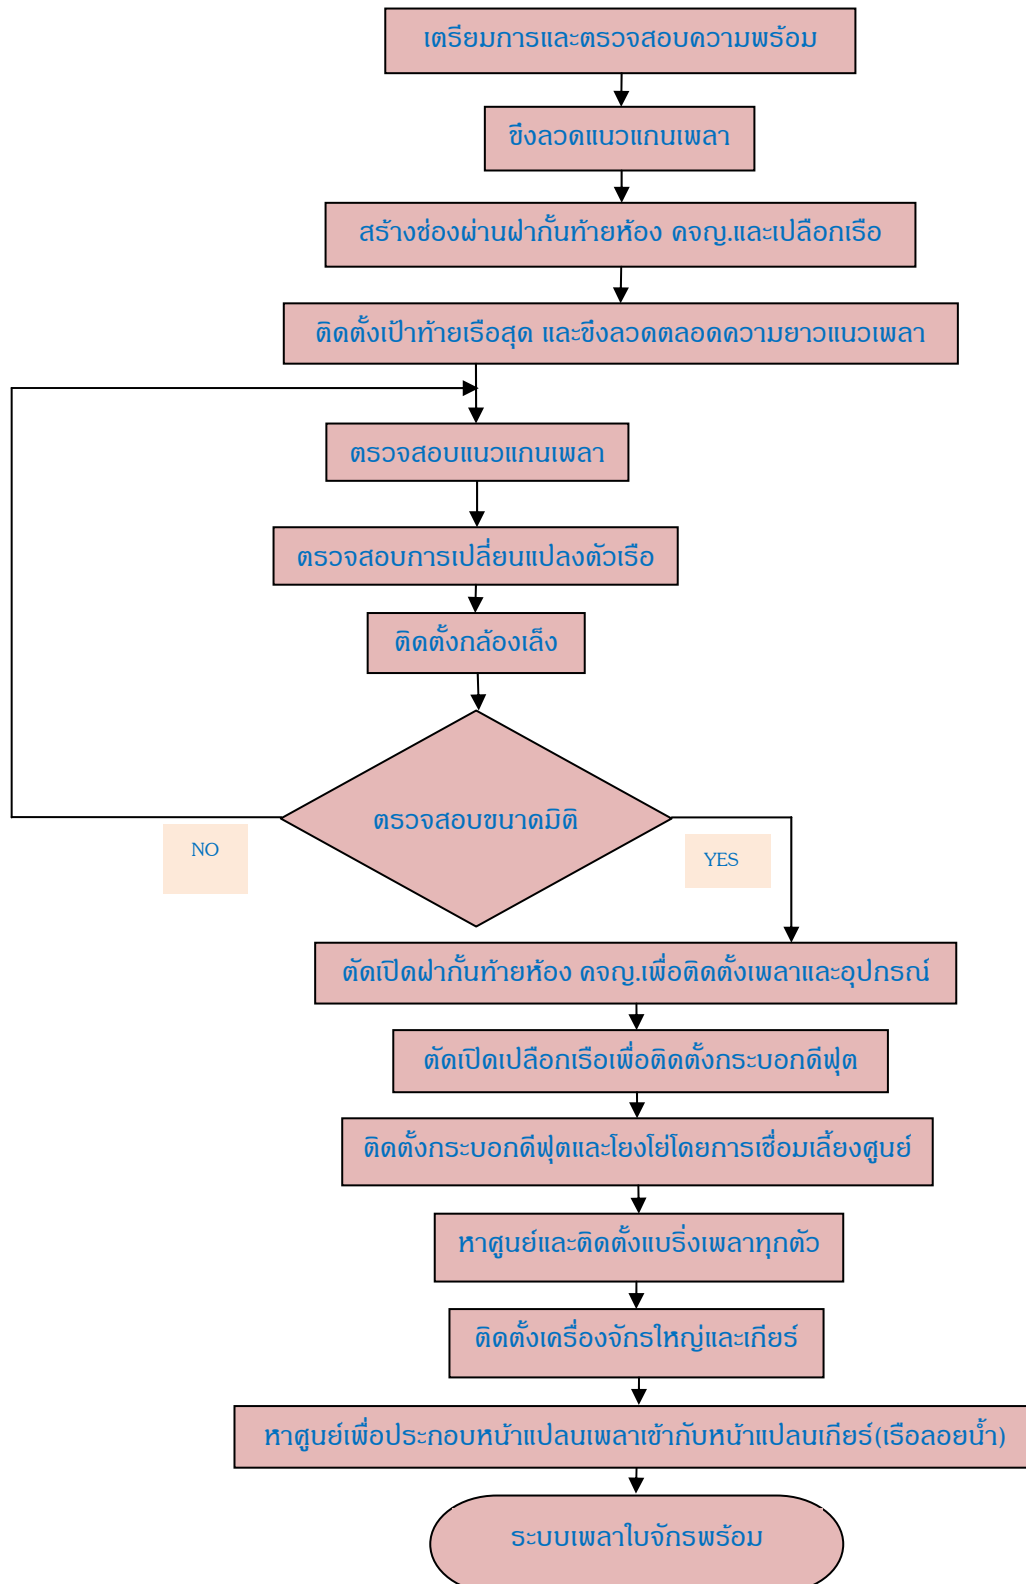 เตรียมการและตรวจสอบความพร้อม
ขึงลวดแนวแกนเพลา
สร้างช่องผ่านฝากั้นท้ายห้อง คจญ.และเปลือกเรือ
ติดตั้งเป้าท้ายเรือสุด และขึงลวดตลอดความยาวแนวเพลา
ตรวจสอบแนวแกนเพลา
ตรวจสอบการเปลี่ยนแปลงตัวเรือ
ติดตั้งกล้องเล็ง
ตรวจสอบขนาดมิติ
NO
YES
ตัดเปิดฝากั้นท้ายห้อง คจญ.เพื่อติดตั้งเพลาและอุปกรณ์
ตัดเปิดเปลือกเรือเพื่อติดตั้งกระบอกดีฟุต
ติดตั้งกระบอกดีฟุตและโยงโย่โดยการเชื่อมเลี้ยงศูนย์
หาศูนย์และติดตั้งแบริ่งเพลาทุกตัว
ติดตั้งเครื่องจักรใหญ่และเกียร์
หาศูนย์เพื่อประกอบหน้าแปลนเพลาเข้ากับหน้าแปลนเกียร์(เรือลอยน้ำ)
ระบบเพลาใบจักรพร้อม